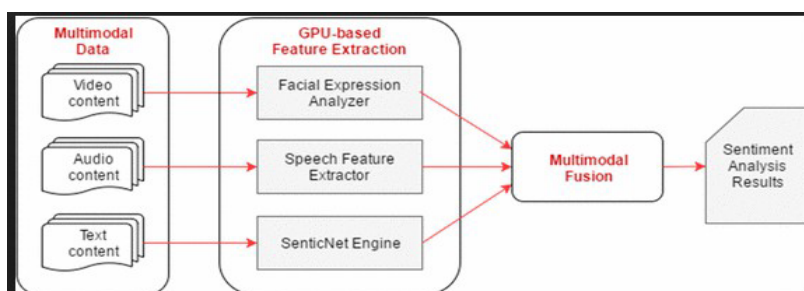 Multimodal
Data
Video
content
Audio
content
Text
content
GPU-based
Feature Extraction
Facial Expression
Analyzer
Speech Feature
Extractor
SenticNet Engine
Multimodal
Fusion
Sentiment
Analysis
Results